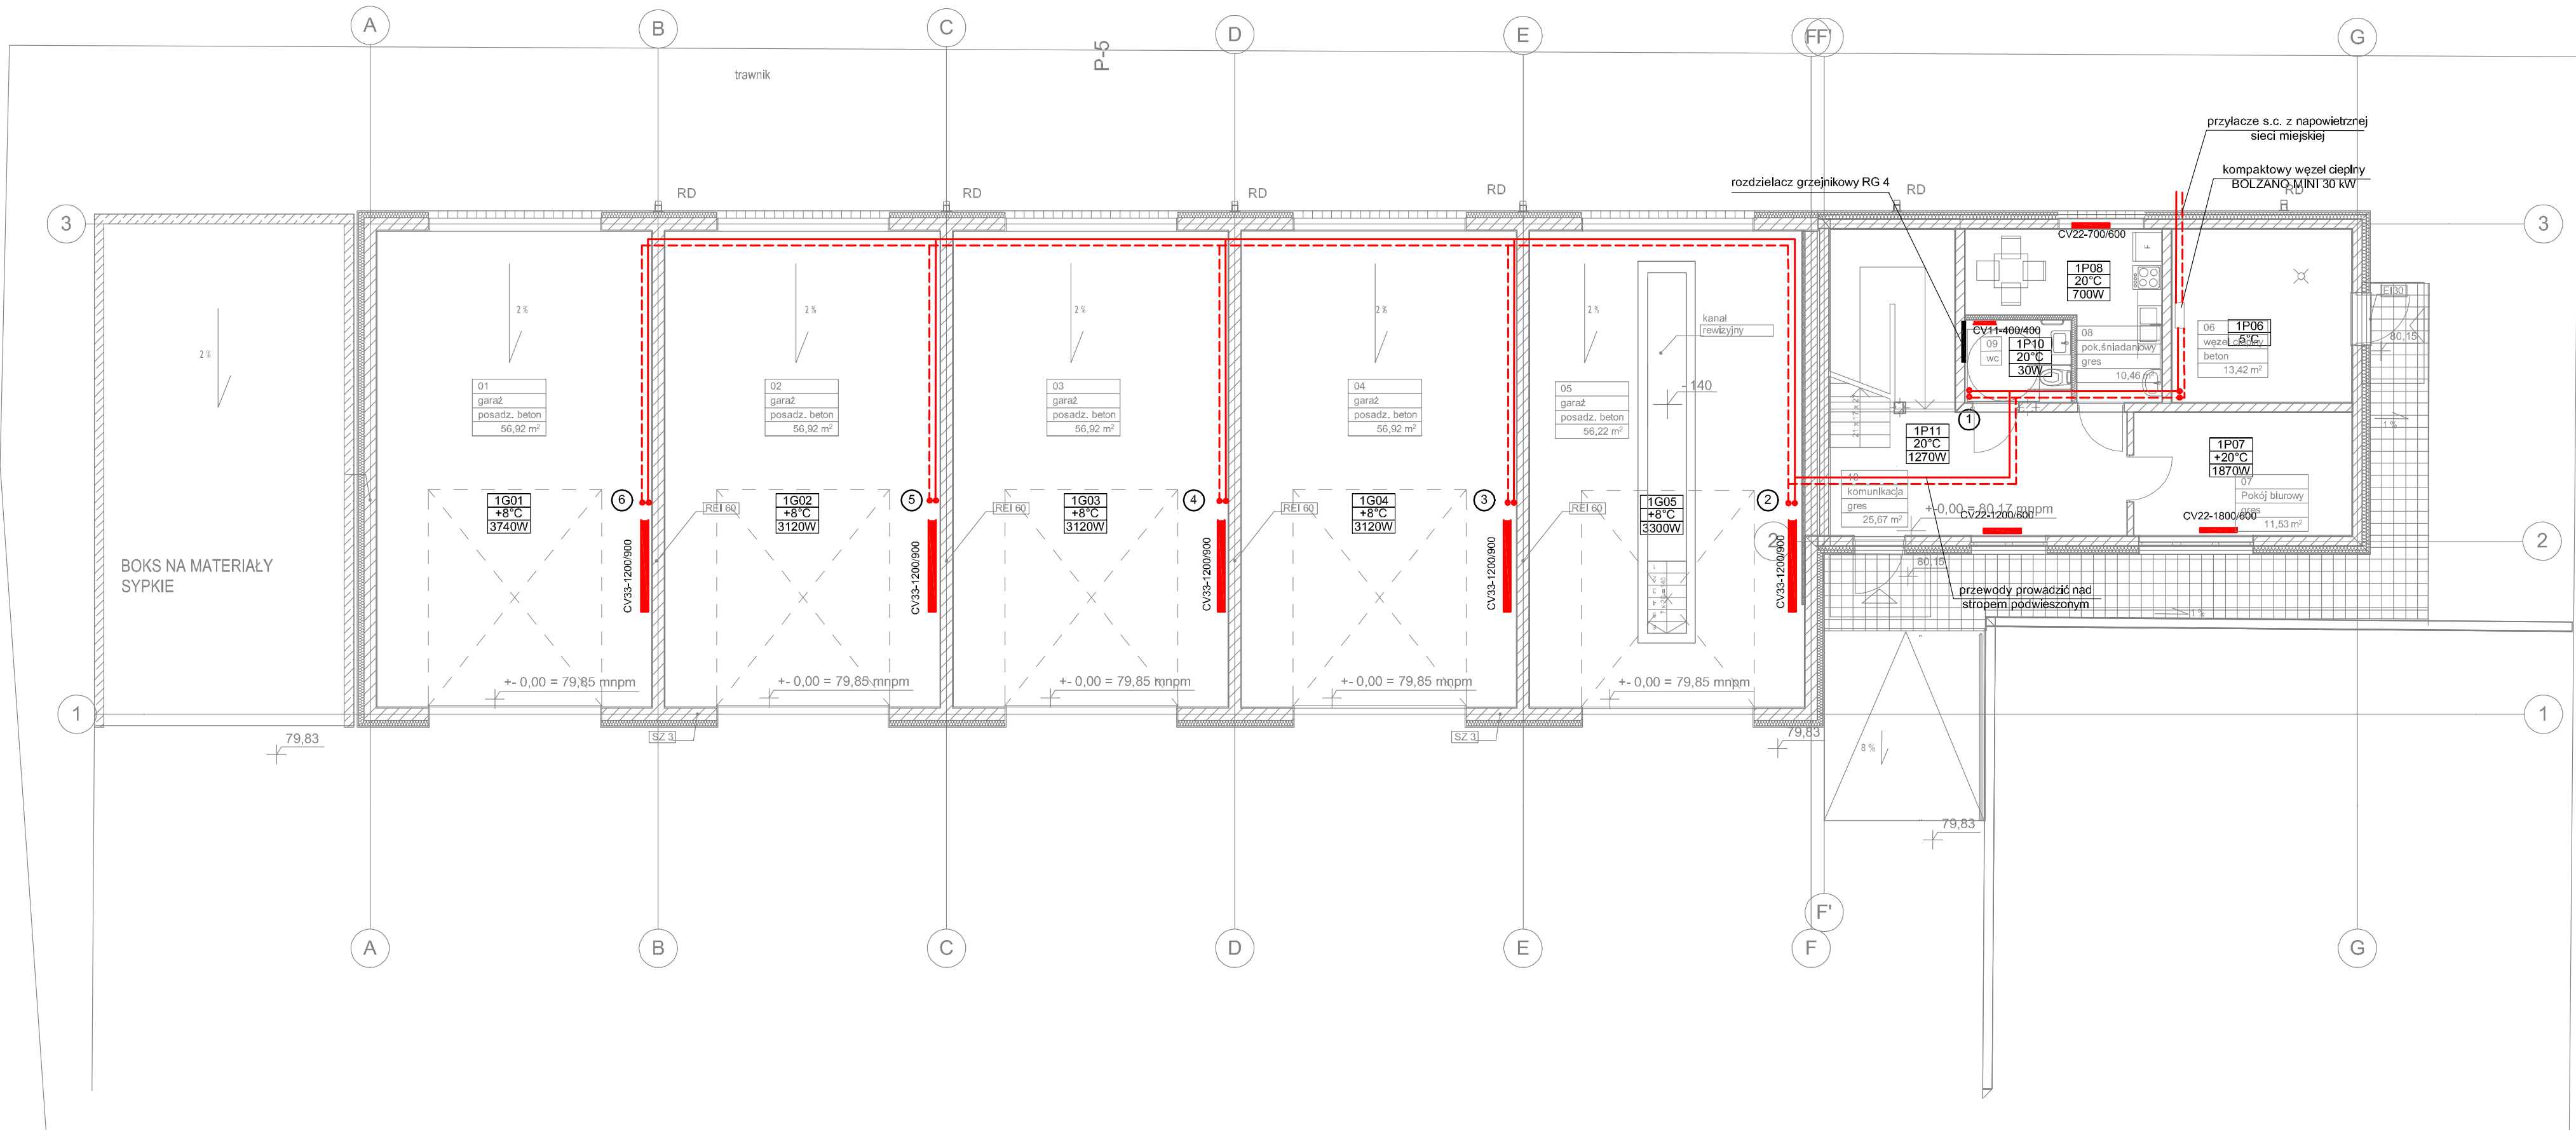 A
B
C
D
E
F
F'
G
P-5
trawnik
przyłacze s.c. z napowietrznej
sieci miejskiej
kompaktowy węzeł cieplny
BOLZANO MINI 30 kW
rozdzielacz grzejnikowy RG 4
RD
RD
RD
RD
RD
RD
3
3
CV22-700/600
F
1P08
20°C
700W
2 %
2 %
2 %
2 %
2 %
2 %
kanał
rewizyjny
- 140
EI30
80,15
CV11-400/400
09
wc
1P10
20°C
30W
08
pok.śniadaniowy
gres
10,46 m²
06
węzeł cieplny
beton
13,42 m²
1P06
5°C
01
garaż
posadz. beton
56,92 m²
02
garaż
posadz. beton
56,92 m²
03
garaż
posadz. beton
56,92 m²
04
garaż
posadz. beton
56,92 m²
05
garaż
posadz. beton
56,22 m²
1
1 %
1P11
20°C
1270W
1P07
+20°C
1870W
10
komunikacja
gres
25,67 m²
07
Pokój biurowy
gres
11,53 m²
+-0,00 = 80,17 mnpm
CV22-1200/600
CV22-1800/600
1G01
+8°C
3740W
6
REI 60
1G02
+8°C
3120W
5
REI 60
1G03
+8°C
3120W
4
REI 60
1G04
+8°C
3120W
3
REI 60
1G05
+8°C
3300W
2
2
2
CV33-1200/900
CV33-1200/900
CV33-1200/900
CV33-1200/900
CV33-1200/900
BOKS NA MATERIAŁY
SYPKIE
80,15
przewody prowadzić nad
stropem podwieszonym
1 %
+- 0,00 = 79,85 mnpm
+- 0,00 = 79,85 mnpm
+- 0,00 = 79,85 mnpm
+- 0,00 = 79,85 mnpm
+- 0,00 = 79,85 mnpm
1
1
79,83
SZ 3
SZ 3
79,83
8 %
79,83
F'
A
B
C
D
E
F
G